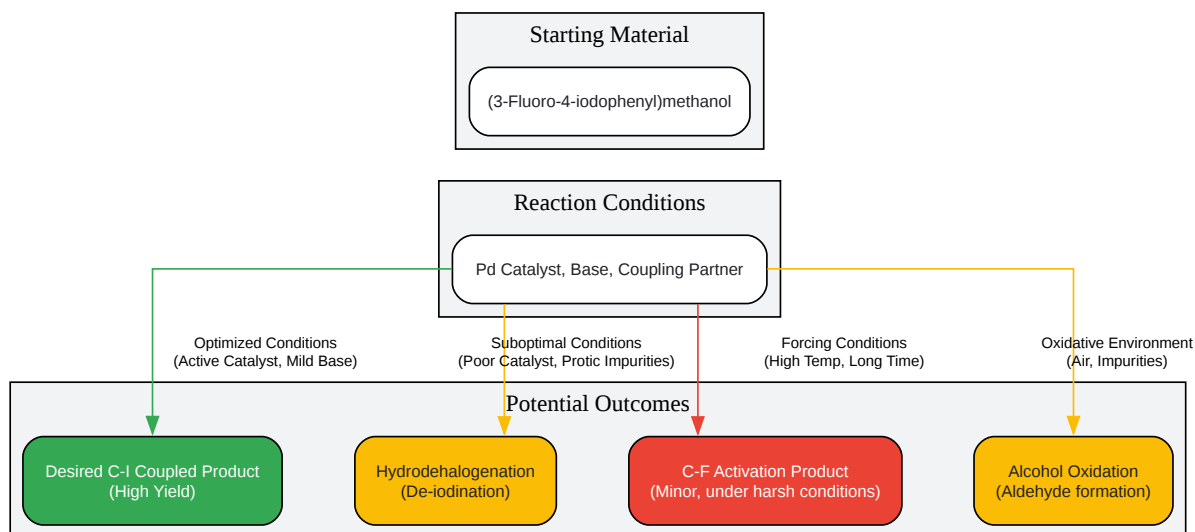 Starting Material
(3-Fluoro-4-iodophenyl)methanol
Reaction Conditions
Pd Catalyst, Base, Coupling Partner
Optimized Conditions
(Active Catalyst, Mild Base)
Suboptimal Conditions
(Poor Catalyst, Protic Impurities)
Forcing Conditions
(High Temp, Long Time)
Oxidative Environment
(Air, Impurities)
Potential Outcomes
Desired C-I Coupled Product
(High Yield)
Hydrodehalogenation
(De-iodination)
C-F Activation Product
(Minor, under harsh conditions)
Alcohol Oxidation
(Aldehyde formation)